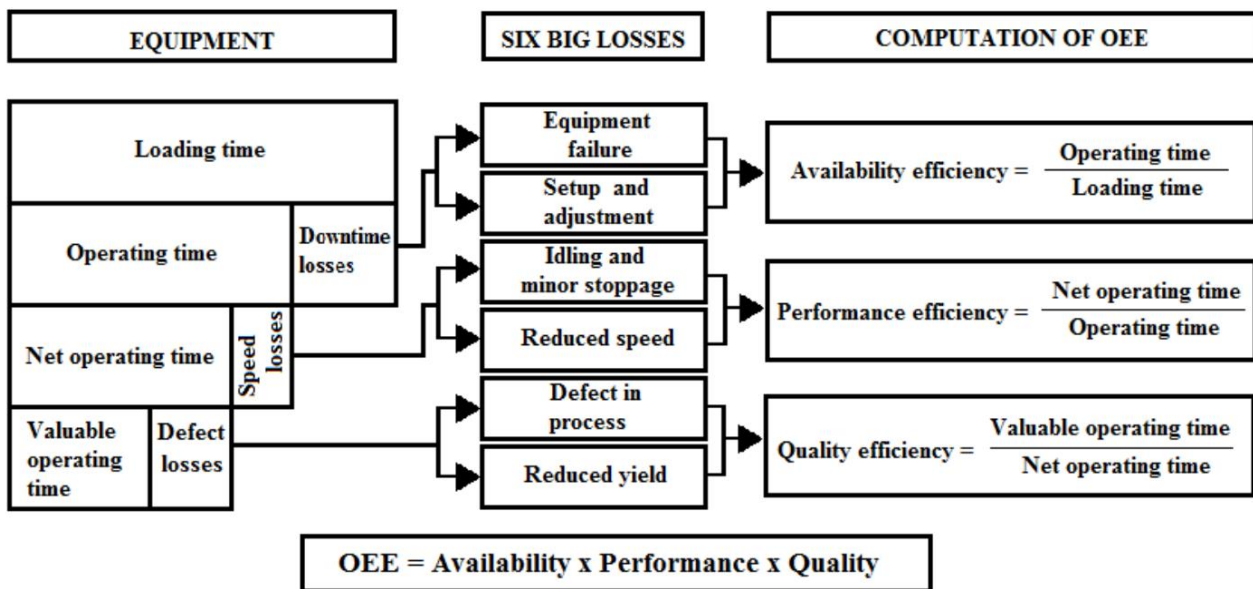 EQUIPMENT
SIX BIG LOSSES
COMPUTATION OF OEE
Loading time
Operating time
Downtime
losses
Net operating time
Speed
losses
Valuable
operating
time
Defect
losses
Equipment
failure
Setup and
adjustment
Idling and
minor stoppage
Reduced speed
Defect in
process
Reduced yield
Availability efficiency = Operating time
Loading time
Performance efficiency = Net operating time
Operating time
Quality efficiency = Valuable operating time
Net operating time
OEE = Availability x Performance x Quality